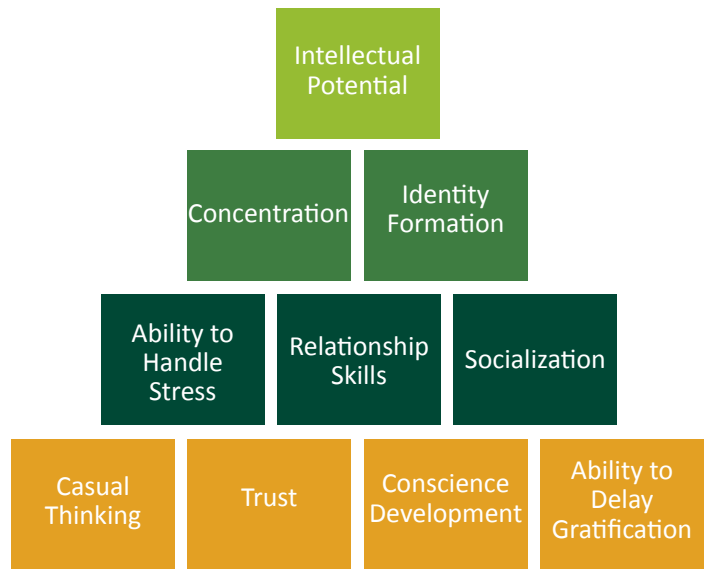 Intellectual
Potential
Concentration
Identity
Formation
Ability to
Handle
Stress
Relationship
Skills
Socialization
Casual
Thinking
Trust
Conscience
Development
Ability to
Delay
Gratification